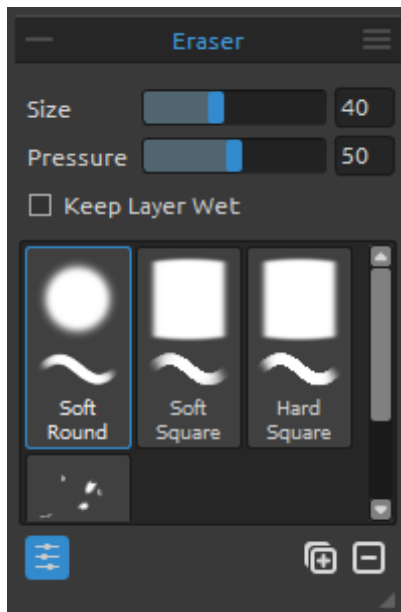 Eraser
Size 40
Pressure 50
Keep Layer Wet
Soft Round
Soft Square
Hard Square